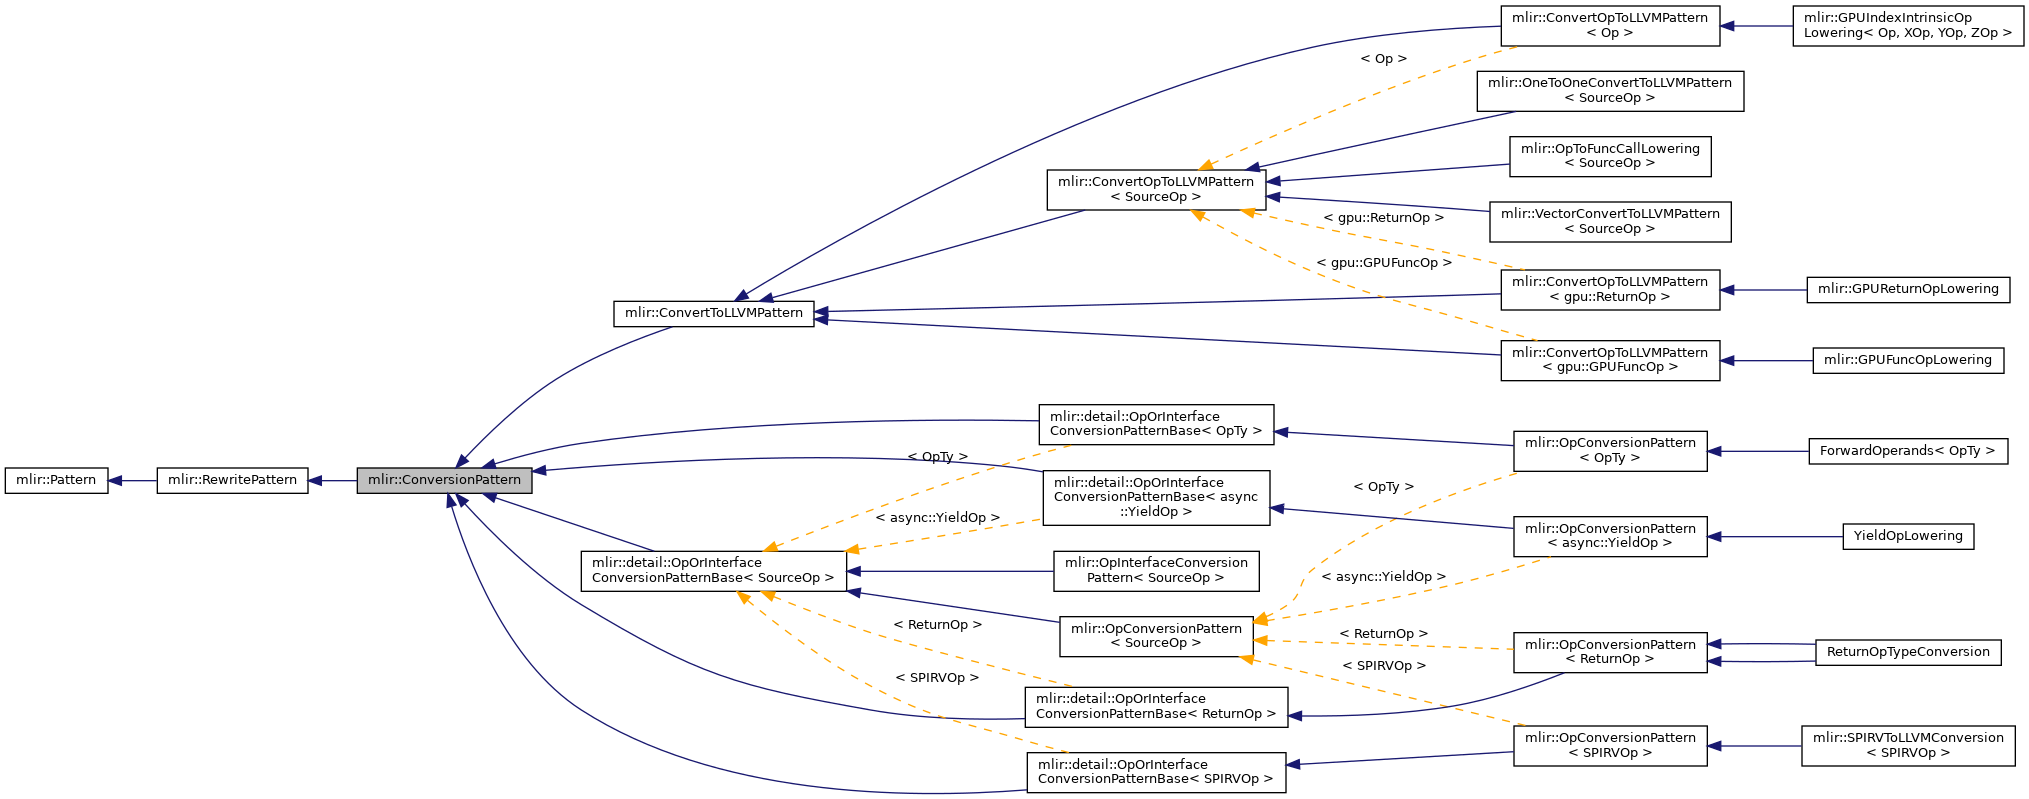 mlir::Pattern
mlir::RewritePattern
mlir::ConversionPattern
mlir::ConvertToLLVMPattern
mlir::detail::OpOrInterface
ConversionPatternBase< SourceOp >
mlir::ConvertOpToLLVMPattern
< SourceOp >
mlir::detail::OpOrInterface
ConversionPatternBase< OpTy >
mlir::detail::OpOrInterface
ConversionPatternBase< async
::YieldOp >
mlir::OpInterfaceConversion
Pattern< SourceOp >
mlir::OpConversionPattern
< SourceOp >
mlir::detail::OpOrInterface
ConversionPatternBase< ReturnOp >
mlir::detail::OpOrInterface
ConversionPatternBase< SPIRVOp >
< OpTy >
< async::YieldOp >
< ReturnOp >
< SPIRVOp >
< Op >
< gpu::ReturnOp >
< gpu::GPUFuncOp >
< OpTy >
< async::YieldOp >
< ReturnOp >
< SPIRVOp >
mlir::ConvertOpToLLVMPattern
< Op >
mlir::OneToOneConvertToLLVMPattern
< SourceOp >
mlir::OpToFuncCallLowering
< SourceOp >
mlir::VectorConvertToLLVMPattern
< SourceOp >
mlir::ConvertOpToLLVMPattern
< gpu::ReturnOp >
mlir::ConvertOpToLLVMPattern
< gpu::GPUFuncOp >
mlir::OpConversionPattern
< OpTy >
mlir::OpConversionPattern
< async::YieldOp >
mlir::OpConversionPattern
< ReturnOp >
mlir::OpConversionPattern
< SPIRVOp >
mlir::GPUIndexIntrinsicOp
Lowering< Op, XOp, YOp, ZOp >
mlir::GPUReturnOpLowering
mlir::GPUFuncOpLowering
ForwardOperands< OpTy >
YieldOpLowering
ReturnOpTypeConversion
mlir::SPIRVToLLVMConversion
< SPIRVOp >